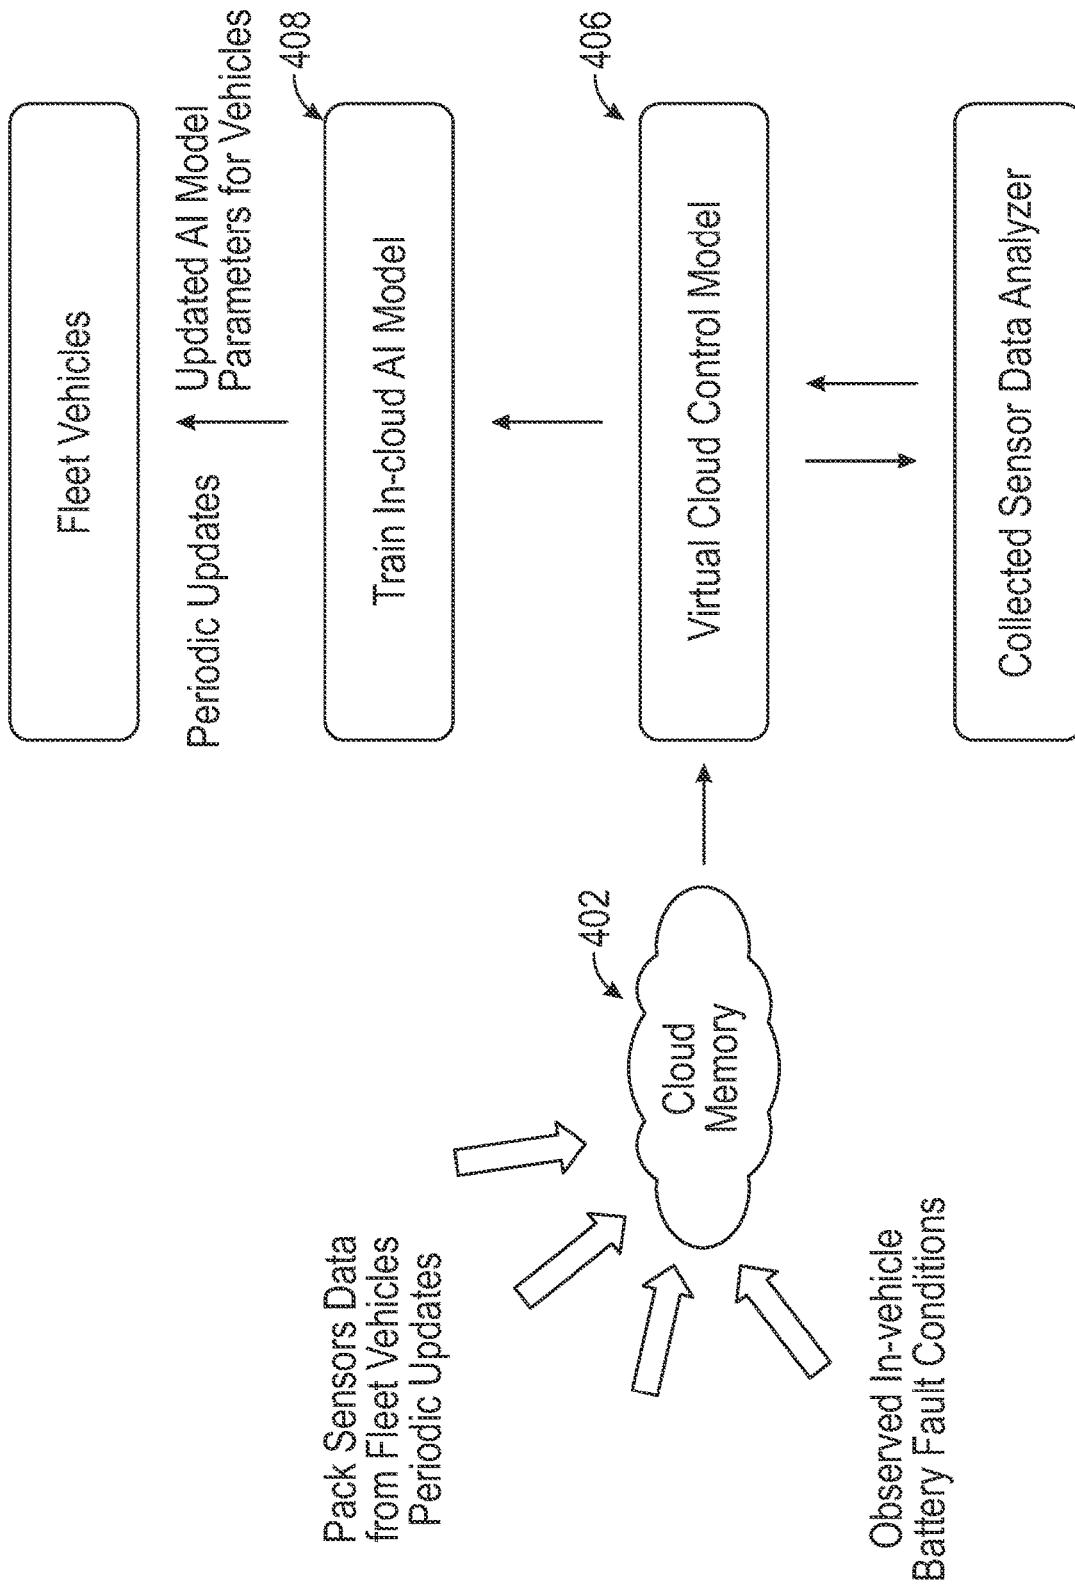 Pack Sensors Data
from Fleet Vehicles
Periodic Updates
Observed In-vehicle
Battery Fault Conditions
402
Cloud
Memory
Fleet Vehicles
Periodic Updates
Updated AI Model
Parameters for Vehicles
408
Train In-cloud AI Model
406
Virtual Cloud Control Model
Collected Sensor Data Analyzer